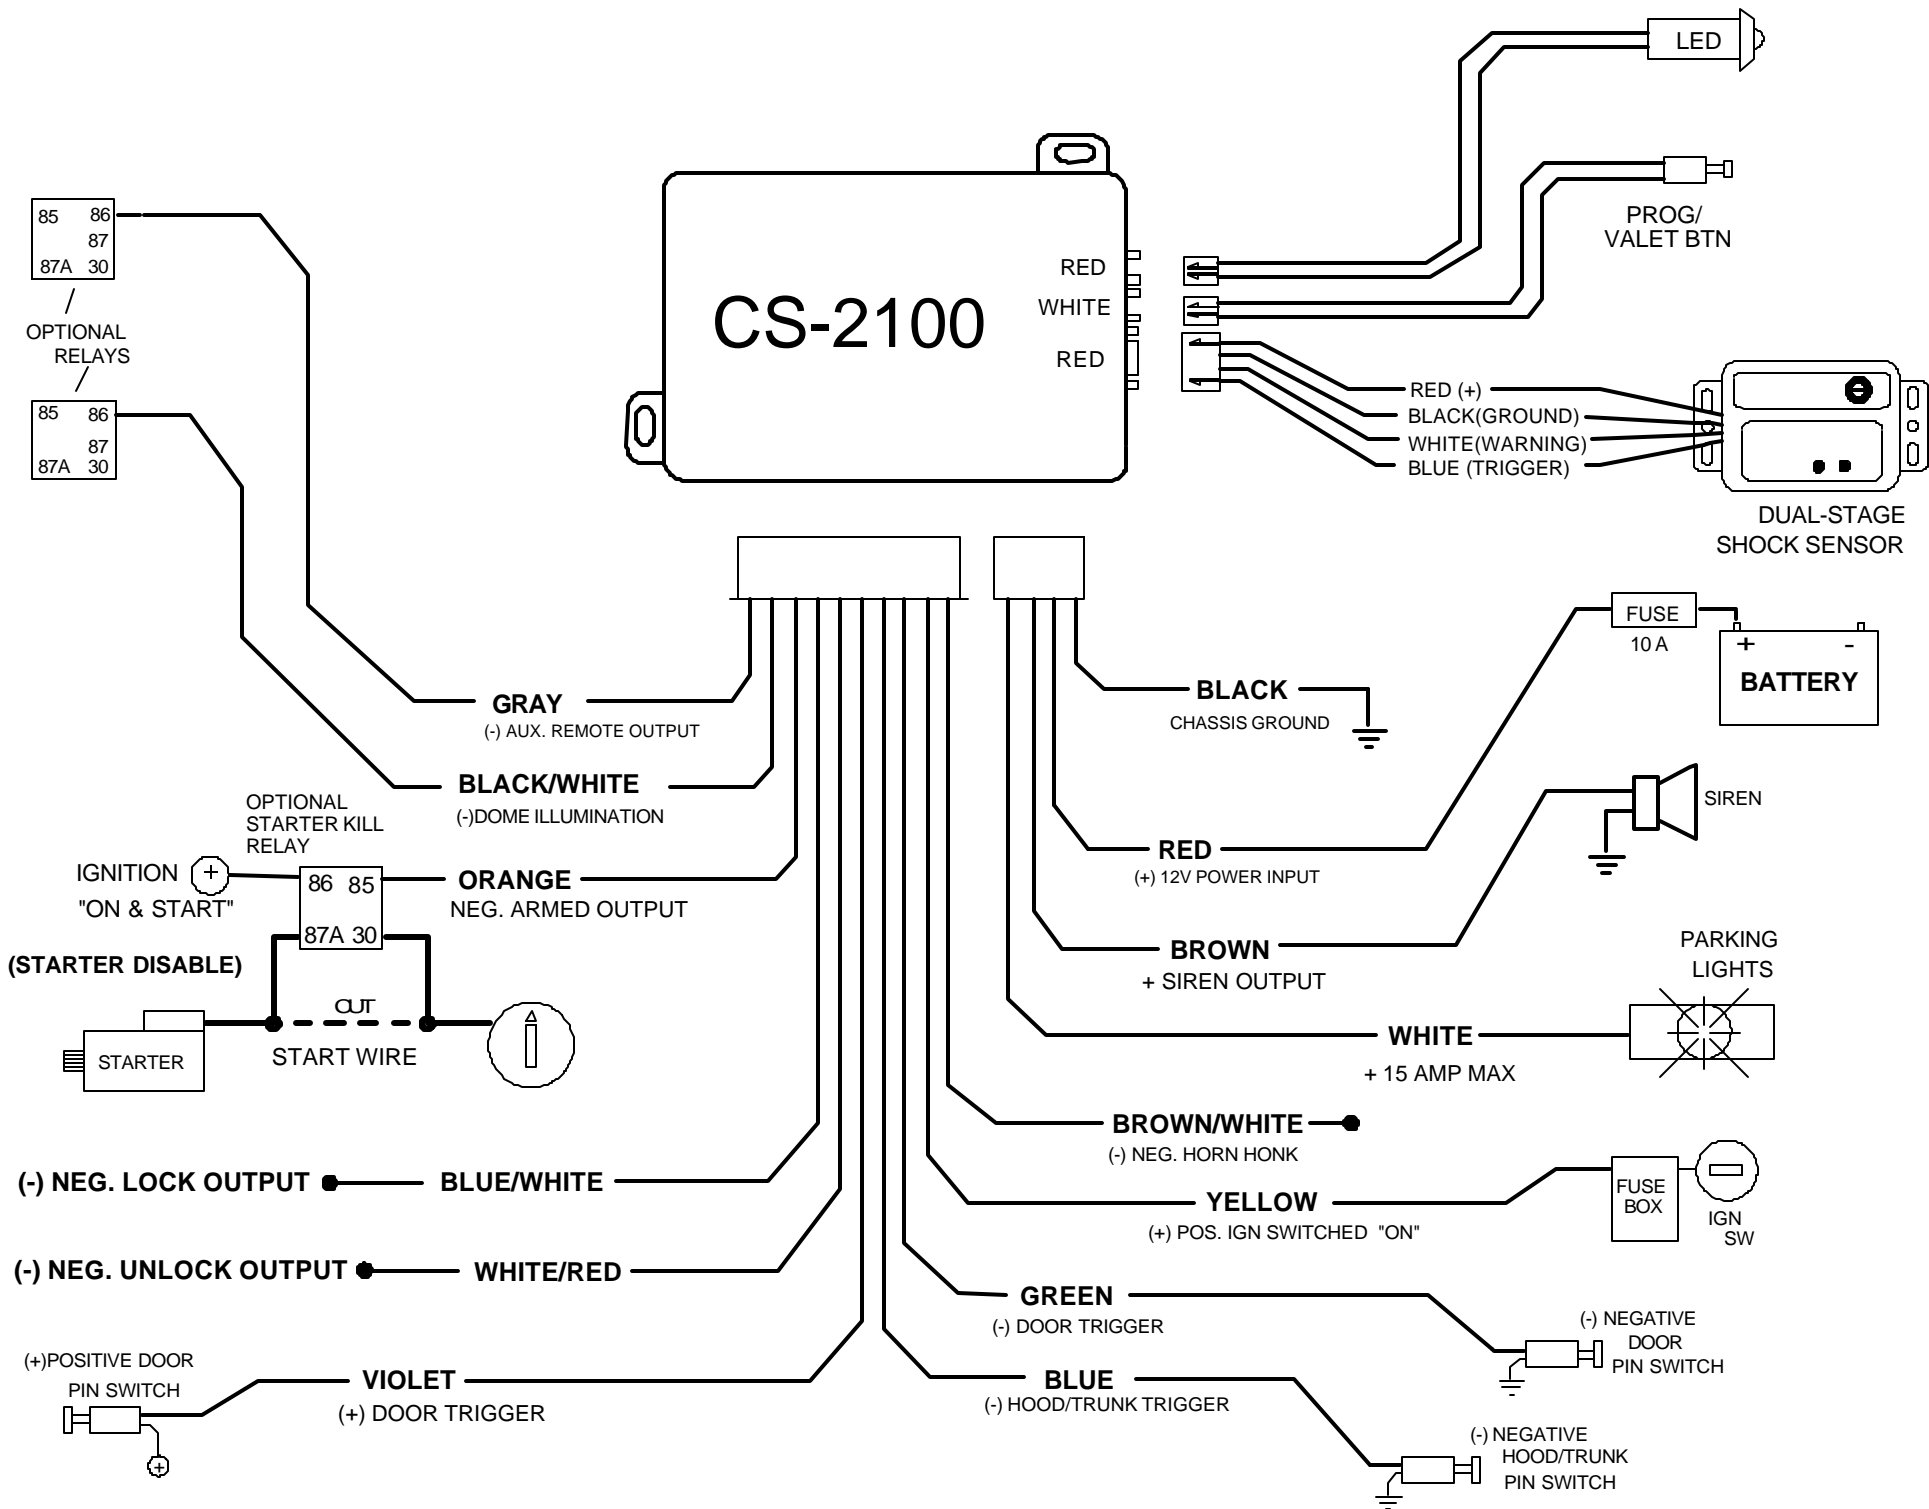 LED
PROG/
VALET BTN
85 86
87
87A 30
OPTIONAL
RELAYS
85 86
87
87A 30
CS-2100
RED
WHITE
RED
RED (+)
BLACK(GROUND)
WHITE(WARNING)
BLUE (TRIGGER)
DUAL-STAGE
SHOCK SENSOR
FUSE
10 A
+ -
BATTERY
GRAY
(-) AUX. REMOTE OUTPUT
BLACK
CHASSIS GROUND
BLACK/WHITE
(-)DOME ILLUMINATION
SIREN
OPTIONAL
STARTER KILL
RELAY
RED
(+) 12V POWER INPUT
IGNITION +
"ON & START"
86 85
87A 30
ORANGE
NEG. ARMED OUTPUT
(STARTER DISABLE)
BROWN
+ SIREN OUTPUT
PARKING
LIGHTS
CUT
START WIRE
STARTER
WHITE
+ 15 AMP MAX
BROWN/WHITE
(-) NEG. HORN HONK
(-) NEG. LOCK OUTPUT
BLUE/WHITE
YELLOW
(+) POS. IGN SWITCHED "ON"
FUSE
BOX
IGN
SW
(-) NEG. UNLOCK OUTPUT
WHITE/RED
GREEN
(-) DOOR TRIGGER
(-) NEGATIVE
DOOR
PIN SWITCH
(+)POSITIVE DOOR
PIN SWITCH
+
VIOLET
(+) DOOR TRIGGER
BLUE
(-) HOOD/TRUNK TRIGGER
(-) NEGATIVE
HOOD/TRUNK
PIN SWITCH